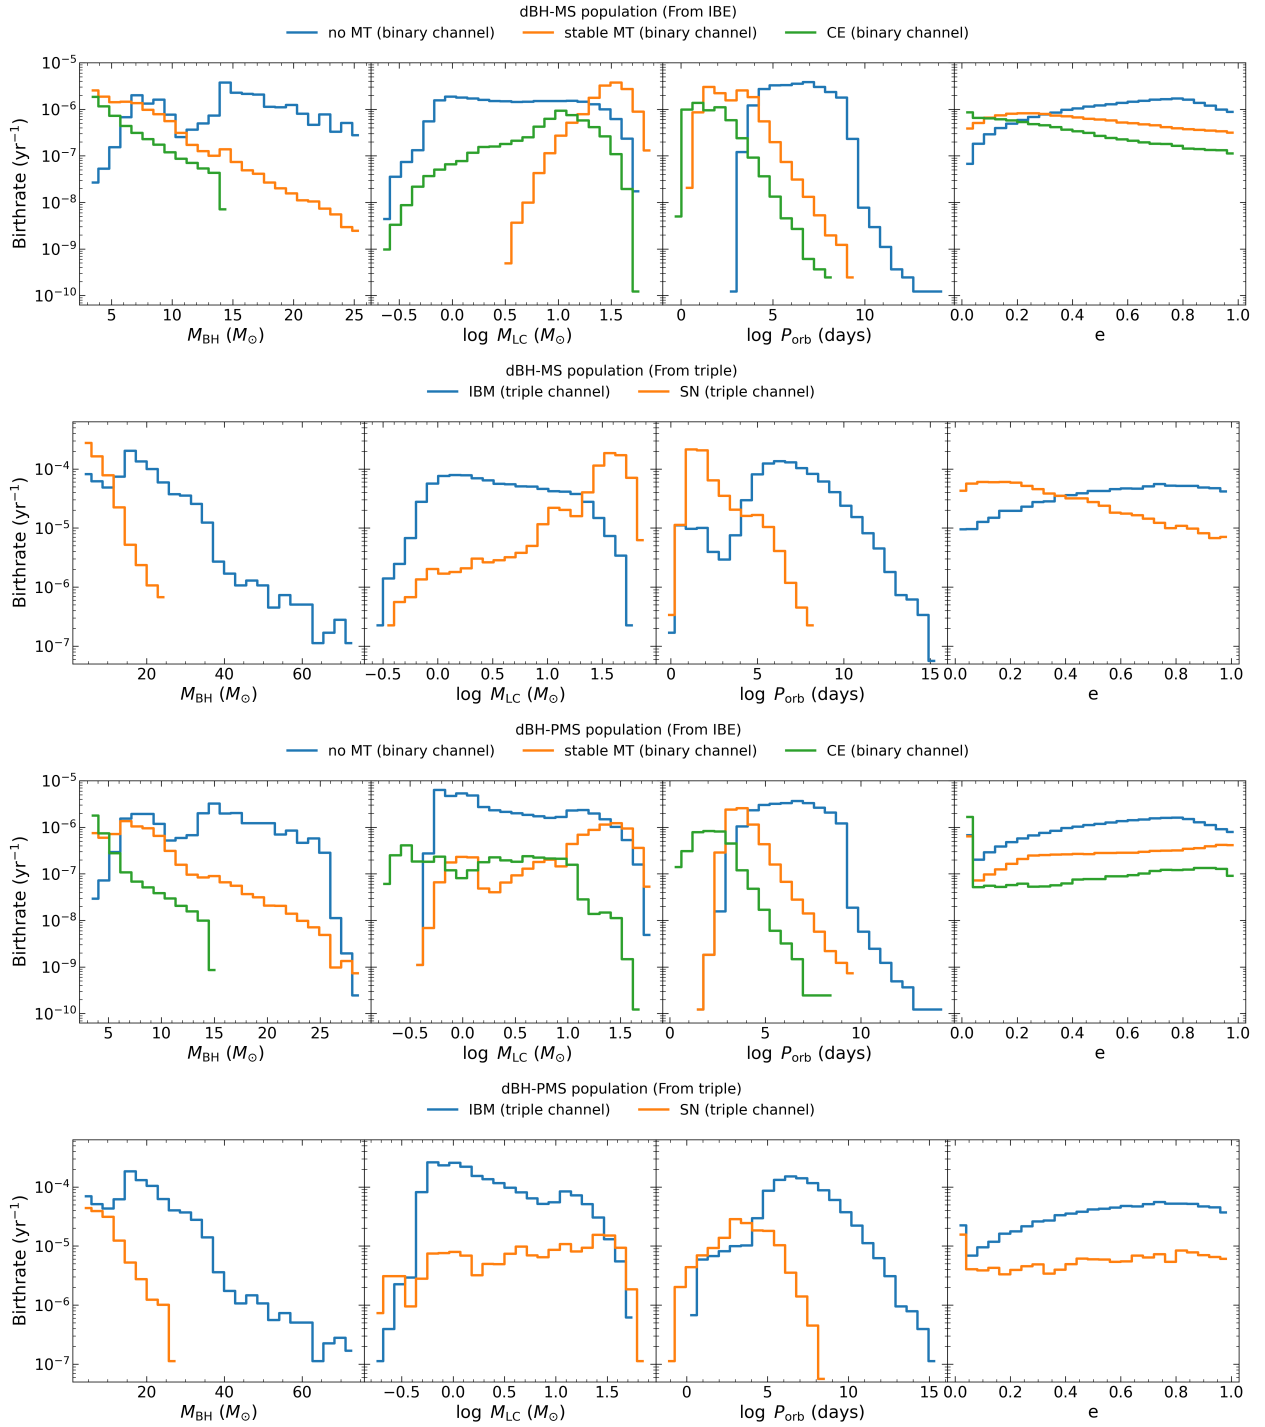 dBH-MS population (From IBE)
no MT (binary channel) stable MT (binary channel) CE (binary channel)
Birthrate (yr⁻¹)
10⁻⁵
10⁻⁶
10⁻⁷
10⁻⁸
10⁻⁹
10⁻¹⁰
5 10 15 20 25 −0.5 0.0 0.5 1.0 1.5 0 5 10 0.0 0.2 0.4 0.6 0.8 1.0
M_BH (M_⊙) log M_LC (M_⊙) log P_orb (days) e
dBH-MS population (From triple)
IBM (triple channel) SN (triple channel)
Birthrate (yr⁻¹)
10⁻⁴
10⁻⁵
10⁻⁶
10⁻⁷
20 40 60 −0.5 0.0 0.5 1.0 1.5 0 5 10 15 0.0 0.2 0.4 0.6 0.8 1.0
M_BH (M_⊙) log M_LC (M_⊙) log P_orb (days) e
dBH-PMS population (From IBE)
no MT (binary channel) stable MT (binary channel) CE (binary channel)
Birthrate (yr⁻¹)
10⁻⁵
10⁻⁶
10⁻⁷
10⁻⁸
10⁻⁹
10⁻¹⁰
5 10 15 20 25 −0.5 0.0 0.5 1.0 1.5 0 5 10 0.0 0.2 0.4 0.6 0.8 1.0
M_BH (M_⊙) log M_LC (M_⊙) log P_orb (days) e
dBH-PMS population (From triple)
IBM (triple channel) SN (triple channel)
Birthrate (yr⁻¹)
10⁻⁴
10⁻⁵
10⁻⁶
10⁻⁷
20 40 60 −0.5 0.0 0.5 1.0 1.5 0 5 10 15 0.0 0.2 0.4 0.6 0.8 1.0
M_BH (M_⊙) log M_LC (M_⊙) log P_orb (days) e